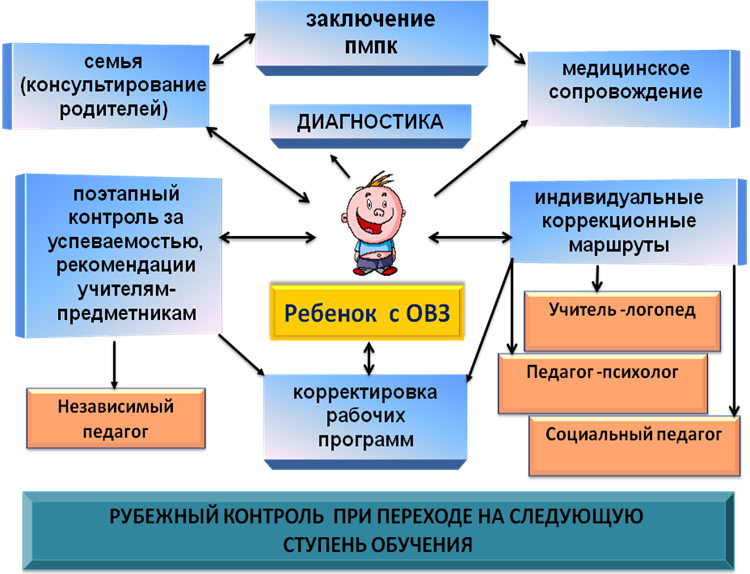 заключение
пмпк
семья
(консультирование
родителей)
медицинское
сопровождение
ДИАГНОСТИКА
поэтапный
контроль за
успеваемостью,
рекомендации
учителям-
предметникам
индивидуальные
коррекционные
маршруты
Ребенок с ОВЗ
Учитель -логопед
Педагог -психолог
Социальный педагог
Независимый
педагог
корректировка
рабочих
программ
РУБЕЖНЫЙ КОНТРОЛЬ ПРИ ПЕРЕХОДЕ НА СЛЕДУЮЩУЮ
СТУПЕНЬ ОБУЧЕНИЯ